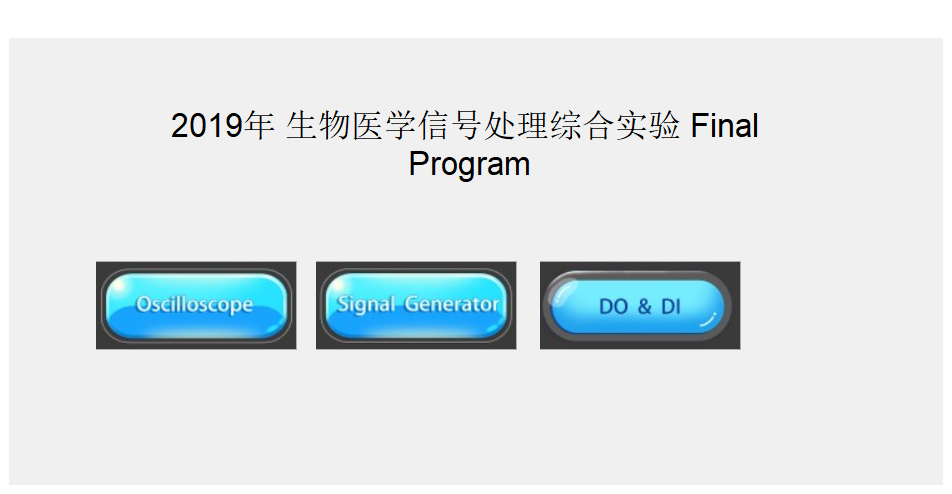 2019年 生物医学信号处理综合实验 Final
Program
Oscilloscope
Signal Generator
DO & DI